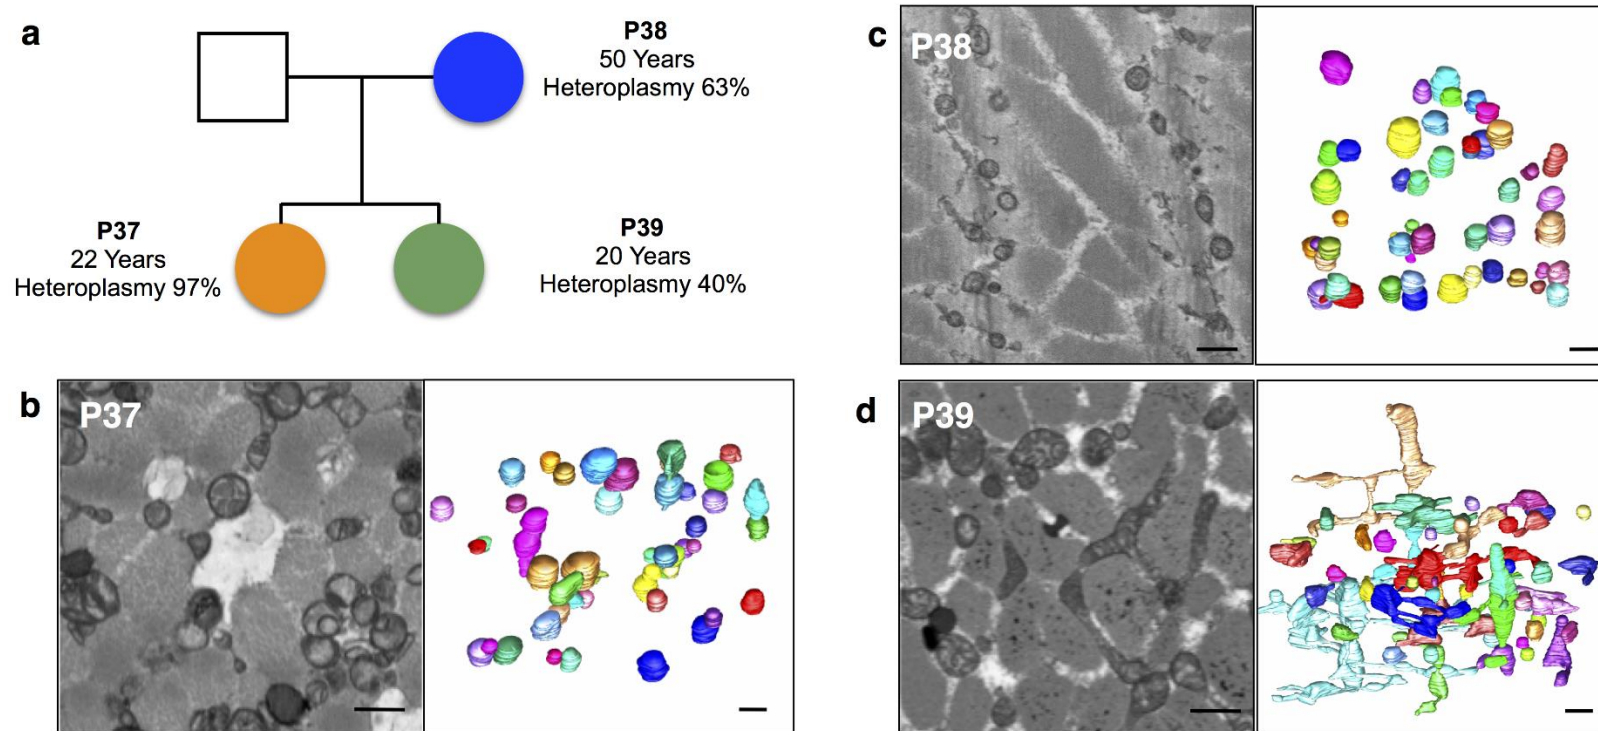 a
P38
50 Years
Heteroplasmy 63%
P37
22 Years
Heteroplasmy 97%
P39
20 Years
Heteroplasmy 40%
b
P37
c
P38
d
P39